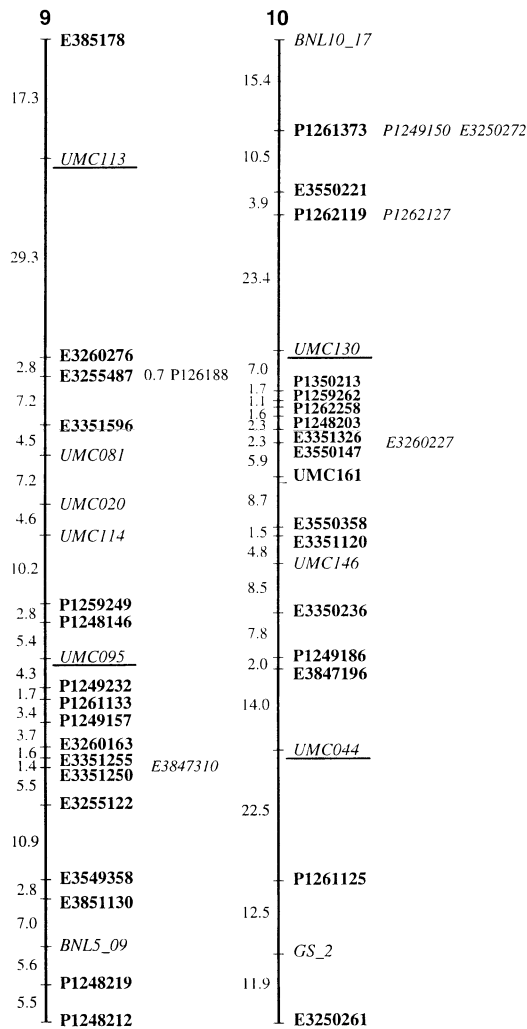 9
E385178
17.3
UMC113
29.3
E3260276
2.8
E3255487 0.7 P126188
7.2
E3351596
4.5
UMC081
7.2
UMC020
4.6
UMC114
10.2
P1259249
2.8
P1248146
5.4
UMC095
4.3
P1249232
1.7
P1261133
3.4
P1249157
3.7
E3260163
1.6
E3351255
1.4 E3847310
E3351250
5.5
E3255122
10.9
E3549358
2.8
E3851130
7.0
BNL5_09
5.6
P1248219
5.5
P1248212
10
BNL10_17
15.4
P1261373 P1249150 E3250272
10.5
E3550221
3.9
P1262119 P1262127
23.4
UMC130
7.0
P1350213
1.7
P1259262
1.1
P1262258
1.6
P1248203
2.3
E3351326 E3260227
2.3
E3550147
5.9
UMC161
8.7
E3550358
1.5
E3351120
4.8
UMC146
8.5
E3350236
7.8
P1249186
2.0
E3847196
14.0
UMC044
22.5
P1261125
12.5
GS_2
11.9
E3250261